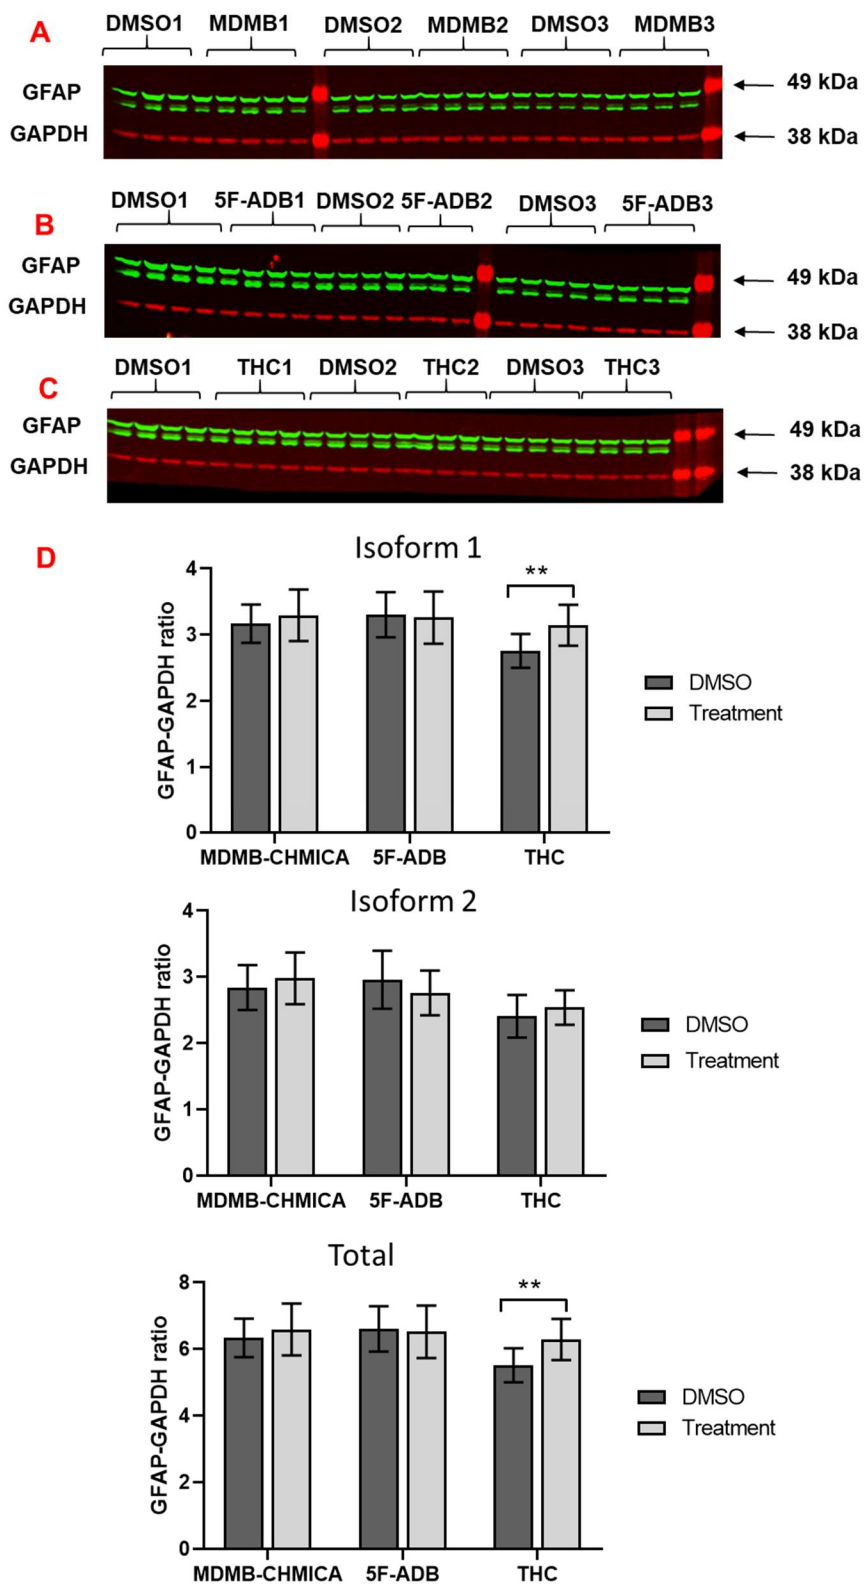 A
DMSO1 MDMB1 DMSO2 MDMB2 DMSO3 MDMB3
GFAP
49 kDa
GAPDH
38 kDa
B
DMSO1 5F-ADB1 DMSO2 5F-ADB2 DMSO3 5F-ADB3
GFAP
49 kDa
GAPDH
38 kDa
C
DMSO1 THC1 DMSO2 THC2 DMSO3 THC3
GFAP
49 kDa
GAPDH
38 kDa
D
Isoform 1
GFAP-GAPDH ratio
4
3
2
1
0
**
MDMB-CHMICA 5F-ADB THC
DMSO
Treatment
Isoform 2
GFAP-GAPDH ratio
4
3
2
1
0
MDMB-CHMICA 5F-ADB THC
DMSO
Treatment
Total
GFAP-GAPDH ratio
8
6
4
2
0
**
MDMB-CHMICA 5F-ADB THC
DMSO
Treatment